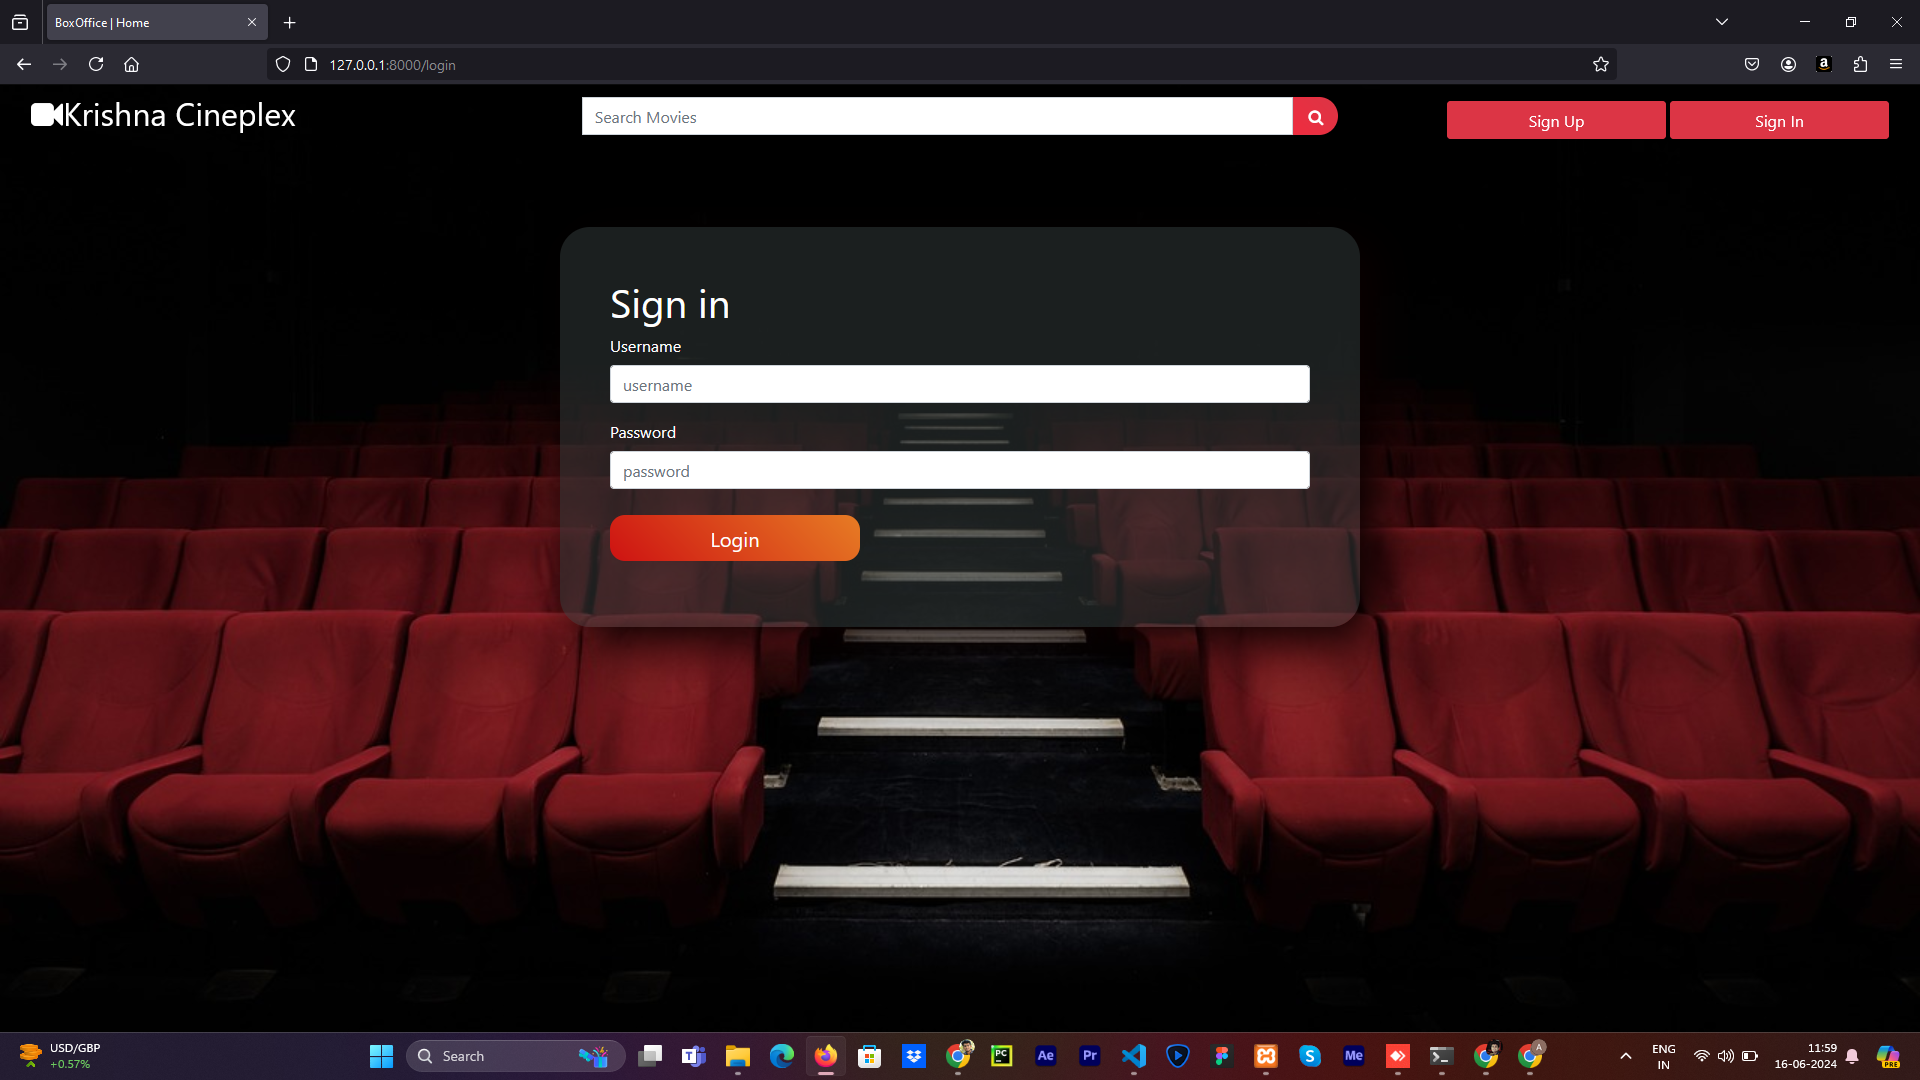 BoxOffice | Home
127.0.0.1:8000/login
Krishna Cineplex
Search Movies
Sign Up
Sign In
Sign in
Username
username
Password
password
Login
USD/GBP
+0.57%
Search
ENG
IN
11:59
16-06-2024